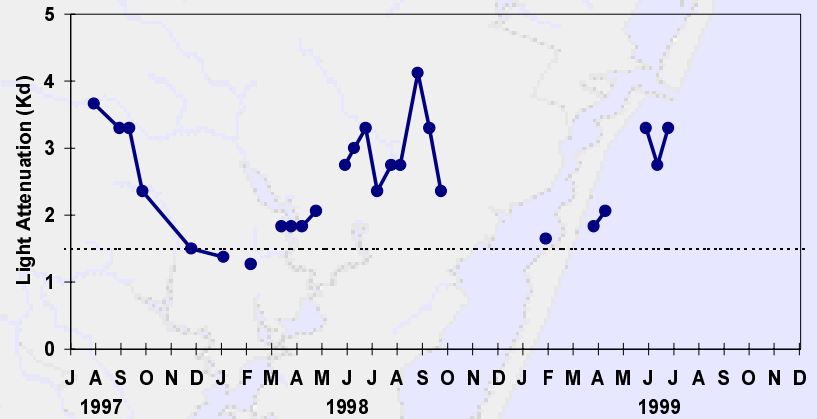 5
4
3
2
1
0
Light Attenuation (Kd)
J A S O N D J F M A M J J A S O N D J F M A M J J A S O N D
1997 1998 1999